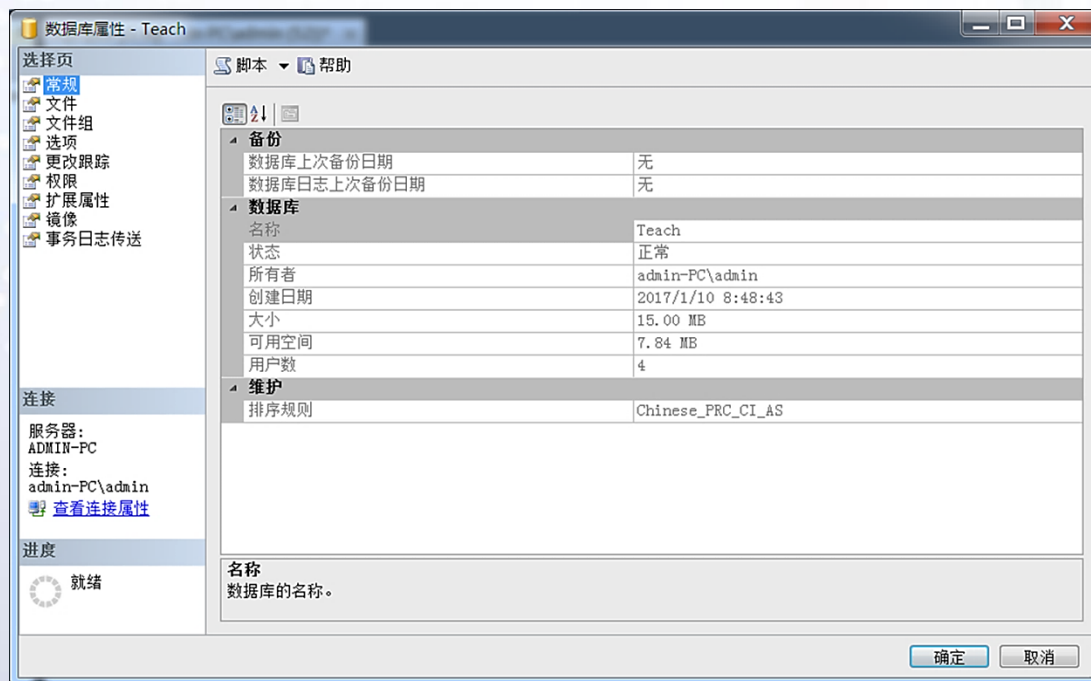 数据库属性 - Teach
选择页
常规
文件
文件组
选项
更改跟踪
权限
扩展属性
镜像
事务日志传送
连接
服务器:
ADMIN-PC
连接:
admin-PC\admin
查看连接属性
进度
就绪
脚本 帮助
备份
数据库上次备份日期 无
数据库日志上次备份日期 无
数据库
名称 Teach
状态 正常
所有者 admin-PC\admin
创建日期 2017/1/10 8:48:43
大小 15.00 MB
可用空间 7.84 MB
用户数 4
维护
排序规则 Chinese_PRC_CI_AS
名称
数据库的名称。
确定 取消